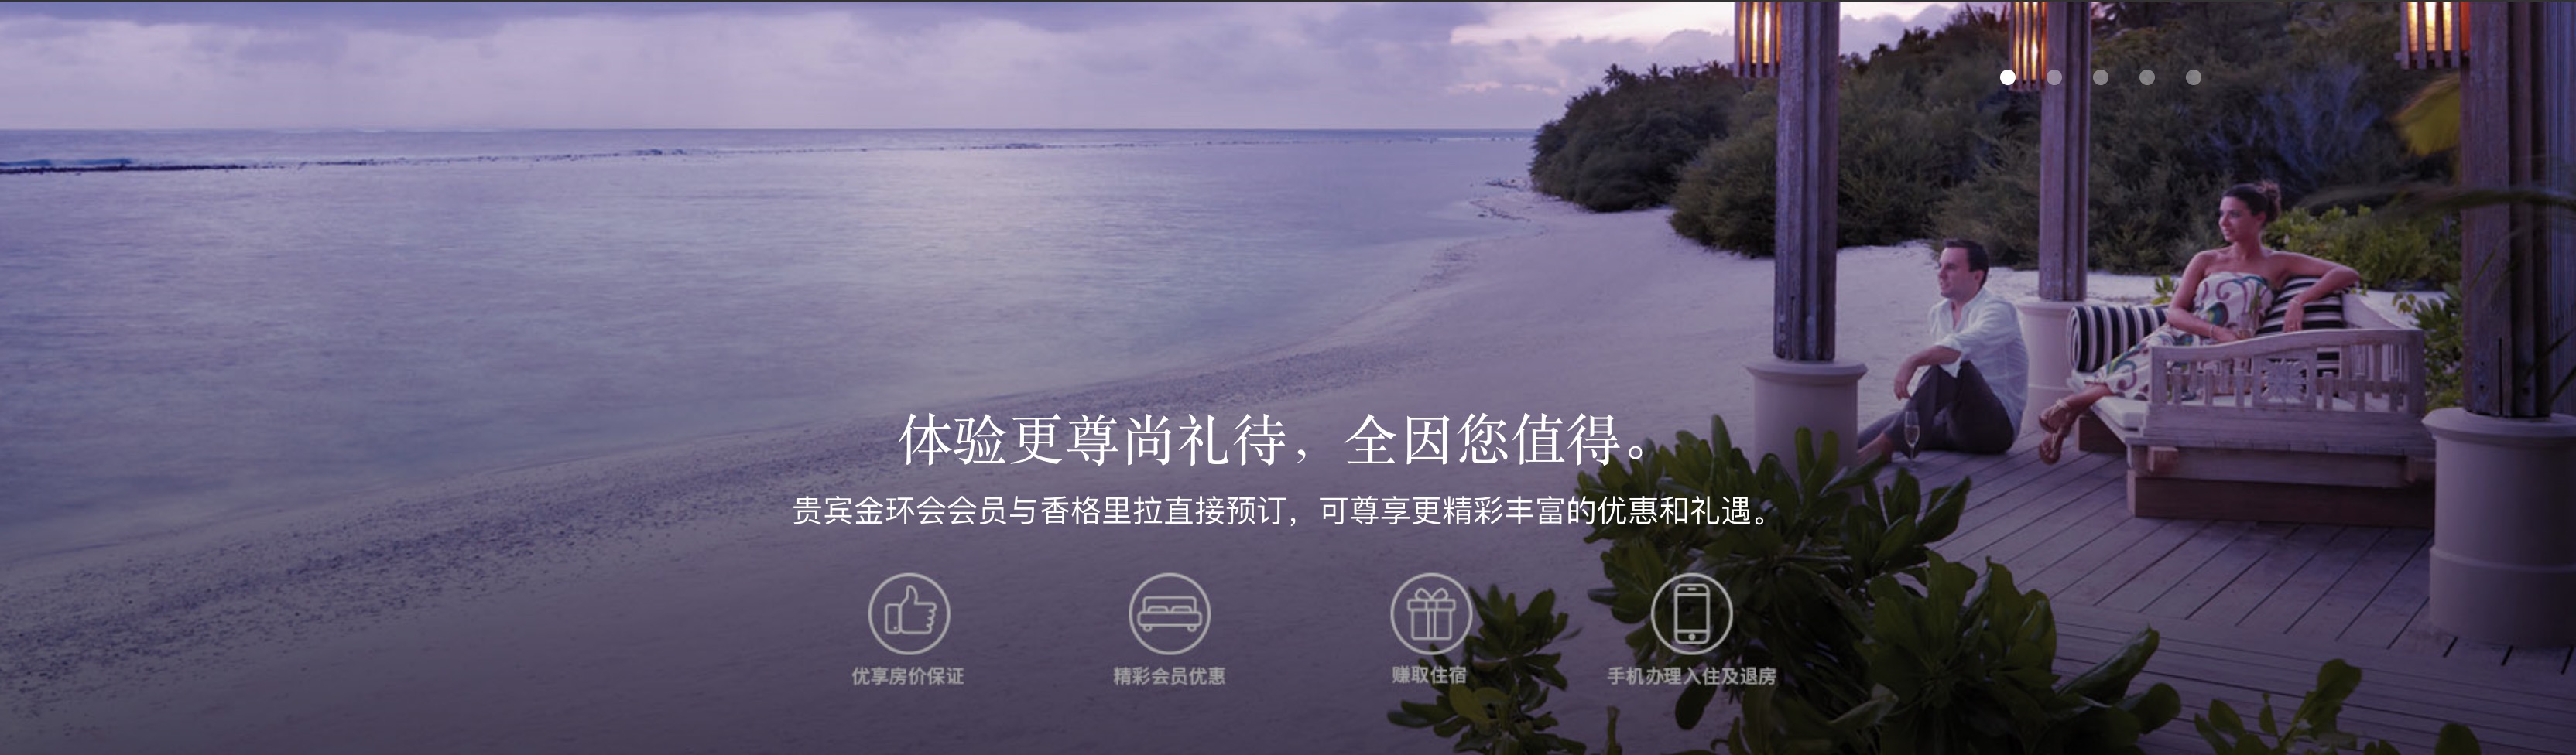 体验更尊尚礼待，全因您值得。
贵宾金环会会员与香格里拉直接预订，可尊享更精彩丰富的优惠和礼遇。
优享房价保证
精彩会员优惠
赚取住宿
手机办理入住及退房